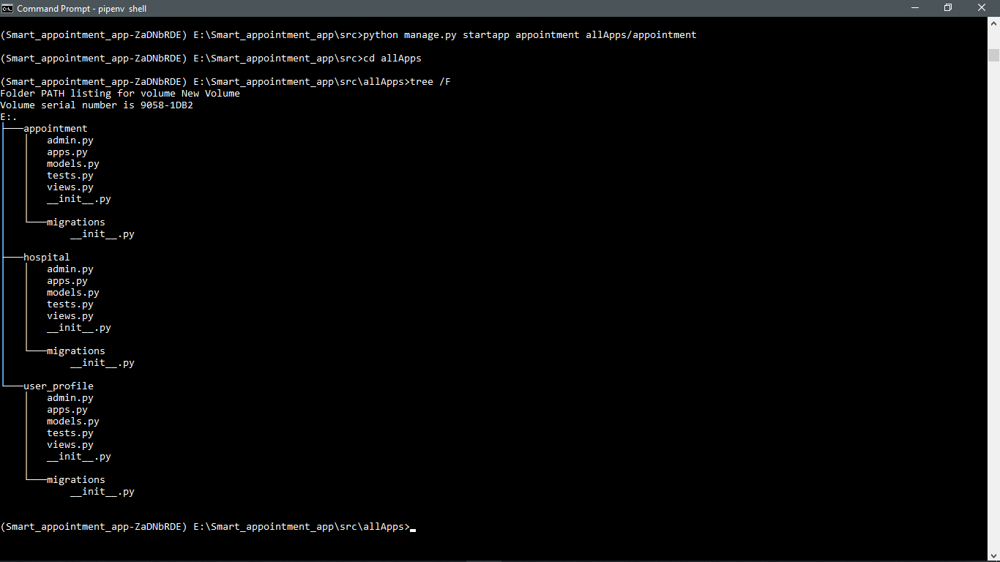 Command Prompt - pipenv  shell
(Smart_appointment_app-ZaDNbRDE) E:\Smart_appointment_app\src>python manage.py startapp appointment allApps/appointment
(Smart_appointment_app-ZaDNbRDE) E:\Smart_appointment_app\src>cd allApps
(Smart_appointment_app-ZaDNbRDE) E:\Smart_appointment_app\src\allApps>tree /F
Folder PATH listing for volume New Volume
Volume serial number is 9058-1DB2
E:.
├───appointment
│   │   admin.py
│   │   apps.py
│   │   models.py
│   │   tests.py
│   │   views.py
│   │   __init__.py
│   │
│   └───migrations
│           __init__.py
│
├───hospital
│   │   admin.py
│   │   apps.py
│   │   models.py
│   │   tests.py
│   │   views.py
│   │   __init__.py
│   │
│   └───migrations
│           __init__.py
│
└───user_profile
    │   admin.py
    │   apps.py
    │   models.py
    │   tests.py
    │   views.py
    │   __init__.py
    │
    └───migrations
            __init__.py
(Smart_appointment_app-ZaDNbRDE) E:\Smart_appointment_app\src\allApps>